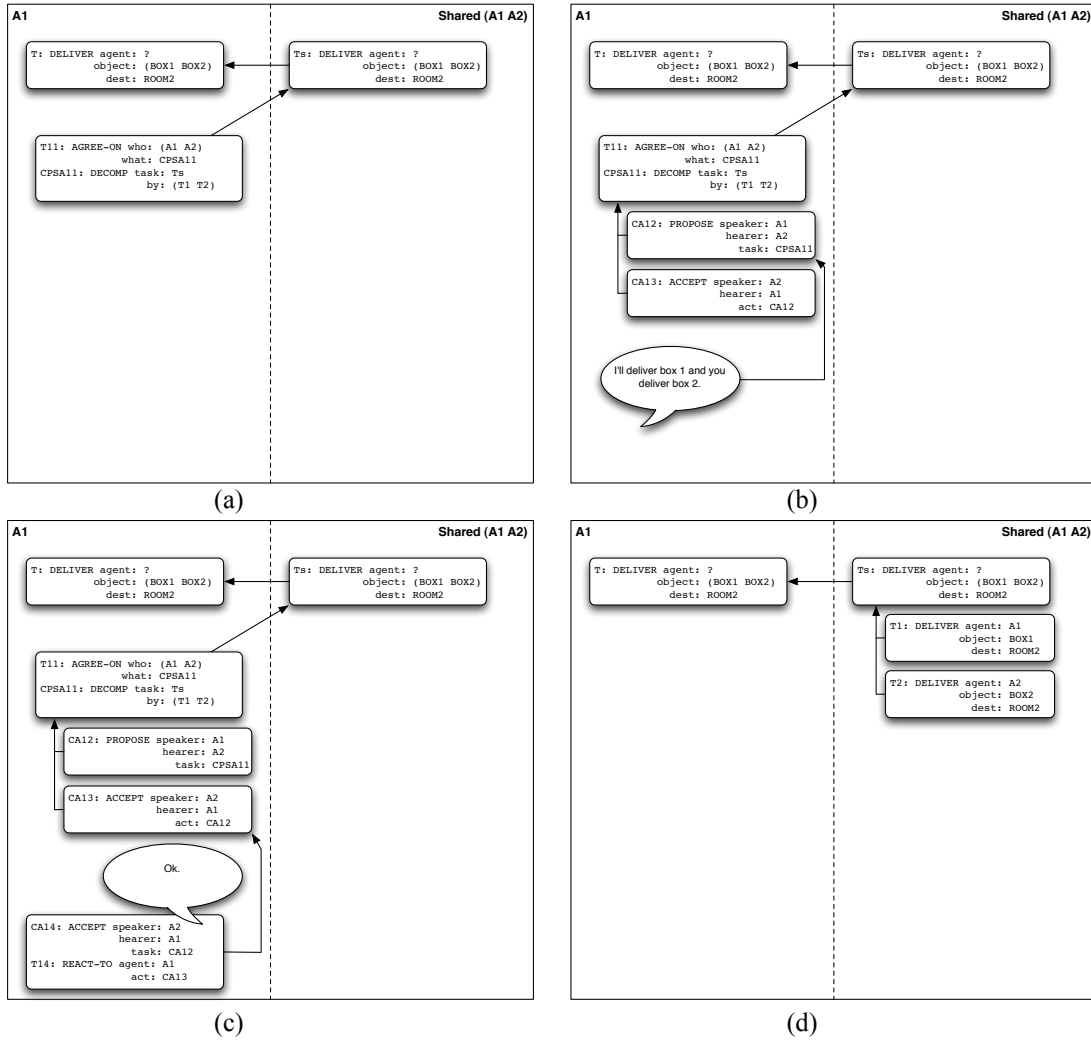 A1
Shared (A1 A2)
T: DELIVER agent: ?
object: (BOX1 BOX2)
dest: ROOM2
Ts: DELIVER agent: ?
object: (BOX1 BOX2)
dest: ROOM2
T11: AGREE-ON who: (A1 A2)
what: CPSA11
CPSA11: DECOMP task: Ts
by: (T1 T2)
(a)
A1
Shared (A1 A2)
T: DELIVER agent: ?
object: (BOX1 BOX2)
dest: ROOM2
Ts: DELIVER agent: ?
object: (BOX1 BOX2)
dest: ROOM2
T11: AGREE-ON who: (A1 A2)
what: CPSA11
CPSA11: DECOMP task: Ts
by: (T1 T2)
CA12: PROPOSE speaker: A1
hearer: A2
task: CPSA11
CA13: ACCEPT speaker: A2
hearer: A1
act: CA12
I'll deliver box 1 and you
deliver box 2.
(b)
A1
Shared (A1 A2)
T: DELIVER agent: ?
object: (BOX1 BOX2)
dest: ROOM2
Ts: DELIVER agent: ?
object: (BOX1 BOX2)
dest: ROOM2
T11: AGREE-ON who: (A1 A2)
what: CPSA11
CPSA11: DECOMP task: Ts
by: (T1 T2)
CA12: PROPOSE speaker: A1
hearer: A2
task: CPSA11
CA13: ACCEPT speaker: A2
hearer: A1
act: CA12
Ok.
CA14: ACCEPT speaker: A2
hearer: A1
task: CA12
T14: REACT-TO agent: A1
act: CA13
(c)
A1
Shared (A1 A2)
T: DELIVER agent: ?
object: (BOX1 BOX2)
dest: ROOM2
Ts: DELIVER agent: ?
object: (BOX1 BOX2)
dest: ROOM2
T1: DELIVER agent: A1
object: BOX1
dest: ROOM2
T2: DELIVER agent: A2
object: BOX2
dest: ROOM2
(d)